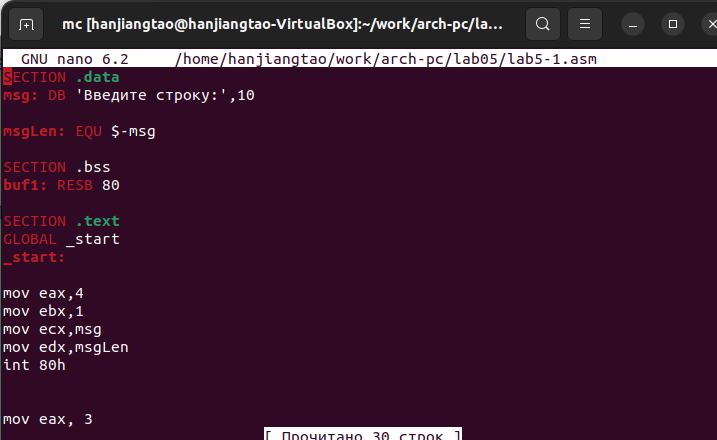 mc [hanjiangtao@hanjiangtao-VirtualBox]:~/work/arch-pc/la...
GNU nano 6.2 /home/hanjiangtao/work/arch-pc/lab05/lab5-1.asm
SECTION .data
msg: DB 'Введите строку:',10
msgLen: EQU $-msg
SECTION .bss
buf1: RESB 80
SECTION .text
GLOBAL _start
_start:
mov eax,4
mov ebx,1
mov ecx,msg
mov edx,msgLen
int 80h
mov eax, 3
[ Прочитано 30 строк ]